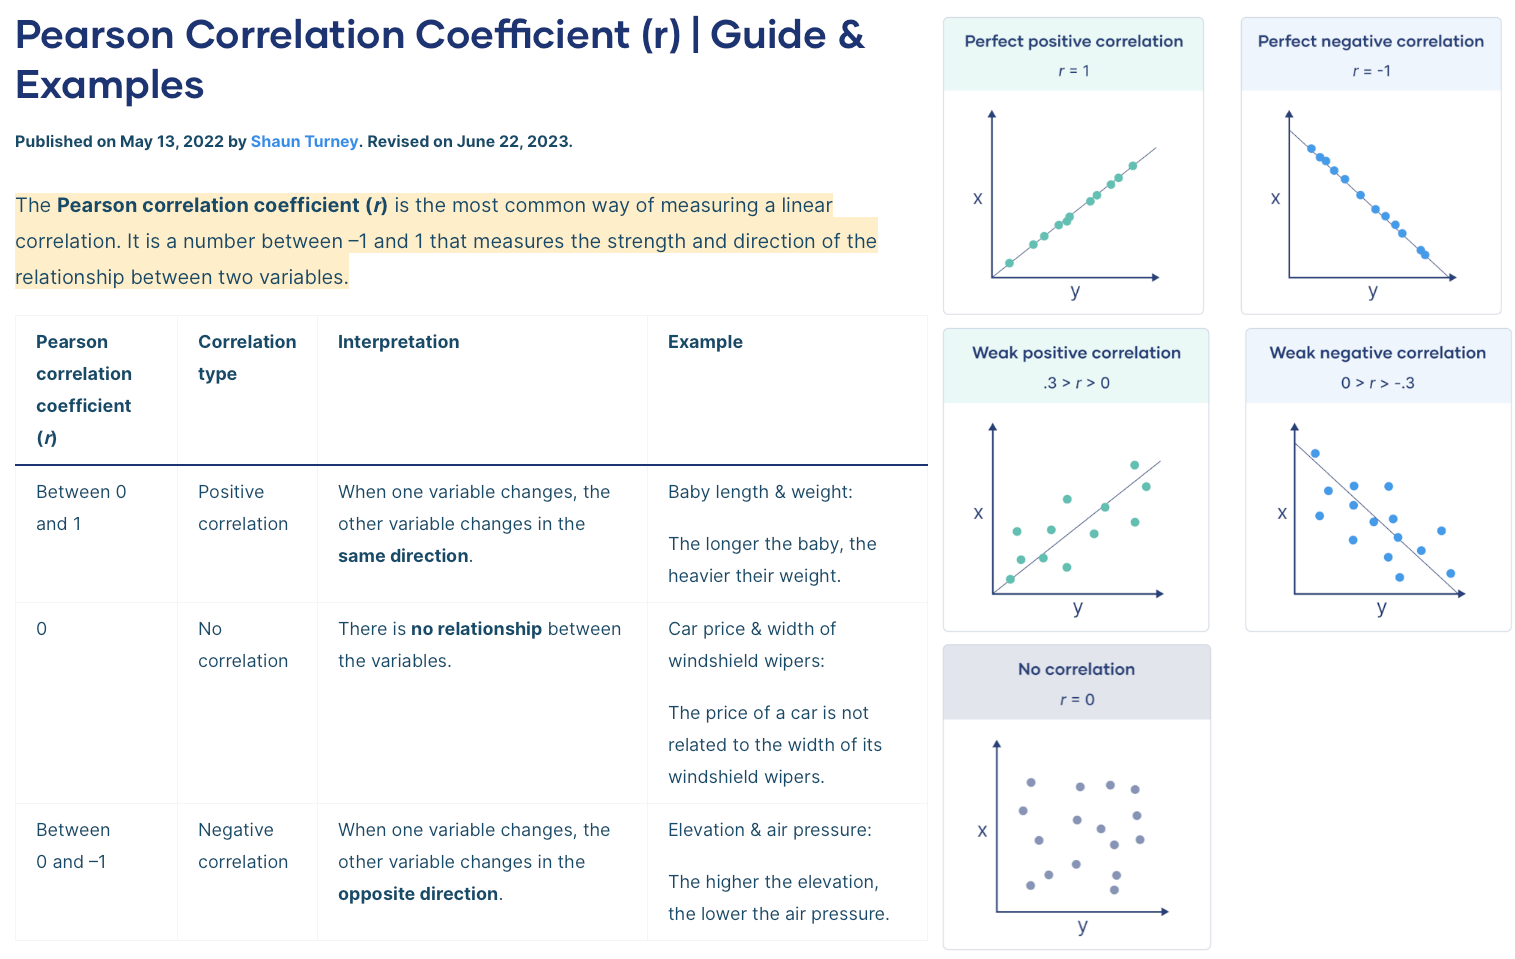 Pearson Correlation Coefficient (r) | Guide &
Examples
Published on May 13, 2022 by Shaun Turney. Revised on June 22, 2023.
The Pearson correlation coefficient (r) is the most common way of measuring a linear
correlation. It is a number between –1 and 1 that measures the strength and direction of the
relationship between two variables.
Pearson
correlation
coefficient
(r)
Correlation
type
Interpretation
Example
Between 0
and 1
Positive
correlation
When one variable changes, the
other variable changes in the
same direction.
Baby length & weight:
The longer the baby, the
heavier their weight.
0
No
correlation
There is no relationship between
the variables.
Car price & width of
windshield wipers:
The price of a car is not
related to the width of its
windshield wipers.
Between
0 and –1
Negative
correlation
When one variable changes, the
other variable changes in the
opposite direction.
Elevation & air pressure:
The higher the elevation,
the lower the air pressure.
Perfect positive correlation
r = 1
x
y
Perfect negative correlation
r = -1
x
y
Weak positive correlation
.3 > r > 0
x
y
Weak negative correlation
0 > r > -.3
x
y
No correlation
r = 0
x
y